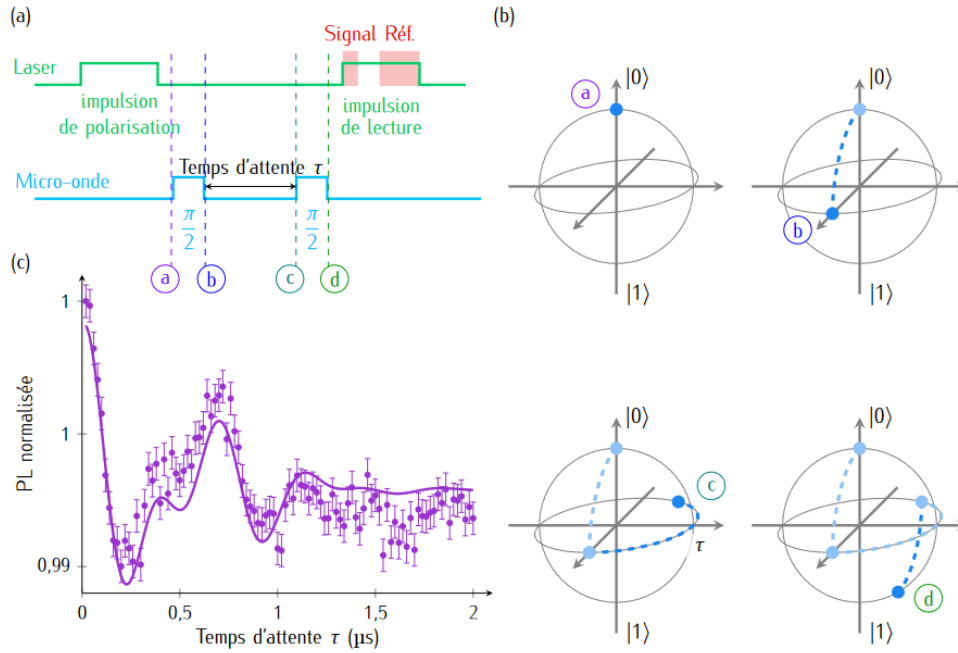 (a)
Signal Réf.
Laser
impulsion
de polarisation
impulsion
de lecture
Temps d'attente τ
Micro-onde
π/2
π/2
a
b
c
d
(b)
|0⟩
a
|1⟩
|0⟩
b
|1⟩
|0⟩
c
τ
|1⟩
|0⟩
d
|1⟩
(c)
PL normalisée
1
1
0,99
0
0,5
1
1,5
2
Temps d'attente τ (µs)